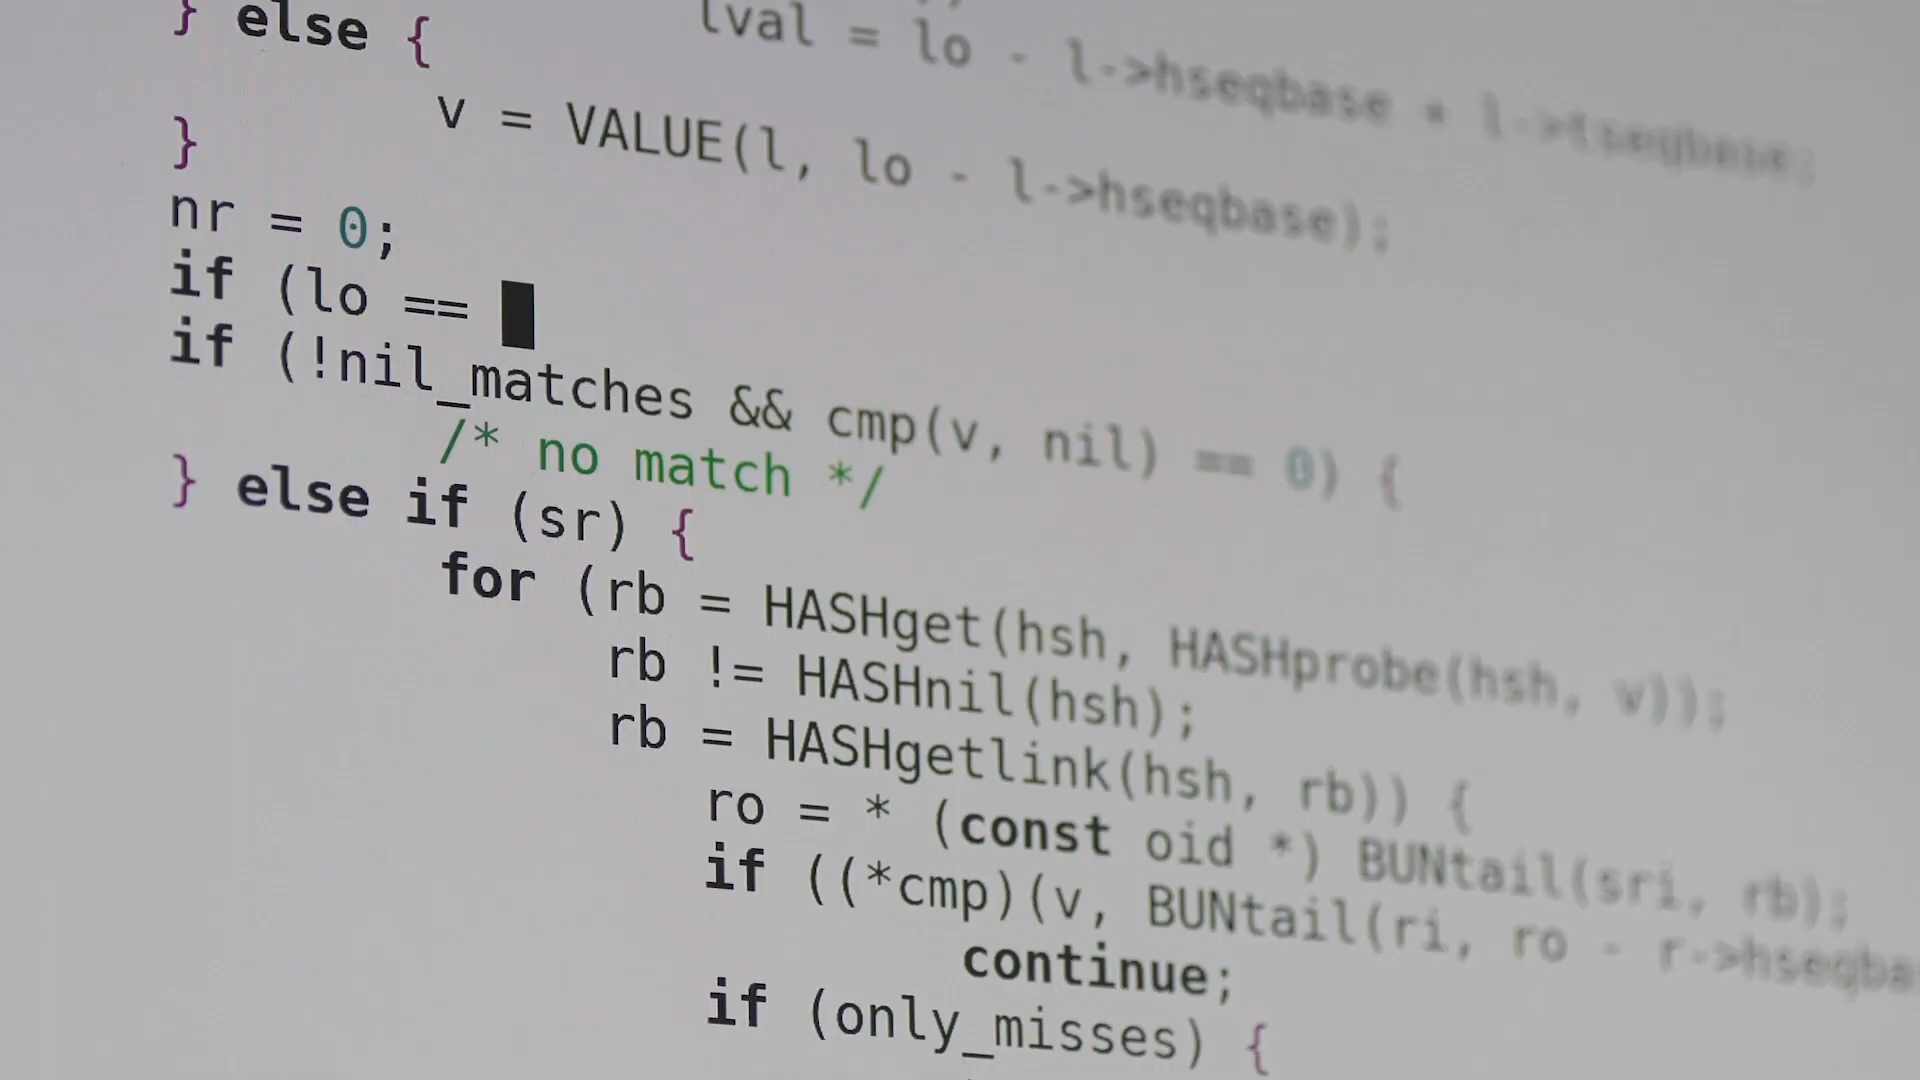 lval = lo - l->hseqbase + l->tseqbase;
} else {
v = VALUE(l, lo - l->hseqbase);
}
nr = 0;
if (lo ==
if (!nil_matches && cmp(v, nil) == 0) {
/* no match */
} else if (sr) {
for (rb = HASHget(hsh, HASHprobe(hsh, v));
rb != HASHnil(hsh);
rb = HASHgetlink(hsh, rb)) {
ro = * (const oid *) BUNtail(sri, rb);
if ((*cmp)(v, BUNtail(ri, ro - r->hseqba
continue;
if (only_misses) {